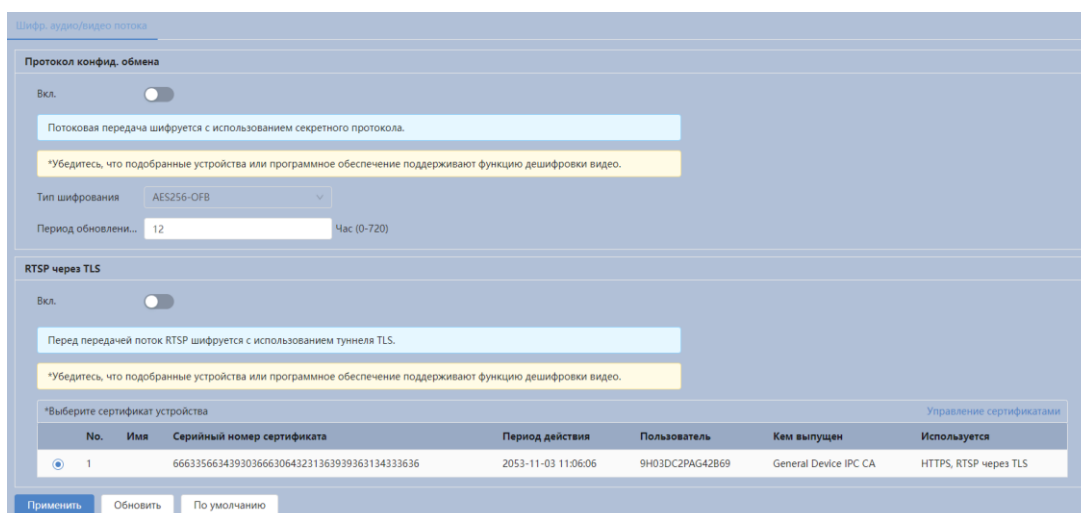 Шифр. аудио/видео потока
Протокол конфид. обмена
Вкл.
Потоковая передача шифруется с использованием секретного протокола.
*Убедитесь, что подобранные устройства или программное обеспечение поддерживают функцию дешифровки видео.
Тип шифрования AES256-OFB
Период обновлени... 12 Час (0-720)
RTSP через TLS
Вкл.
Перед передачей поток RTSP шифруется с использованием туннеля TLS.
*Убедитесь, что подобранные устройства или программное обеспечение поддерживают функцию дешифровки видео.
*Выберите сертификат устройства Управление сертификатами
No. Имя Серийный номер сертификата Период действия Пользователь Кем выпущен Используется
1 2053-11-03 11:06:06 9H03DC2PAG42B69 General Device IPC CA HTTPS, RTSP через TLS
Применить Обновить По умолчанию